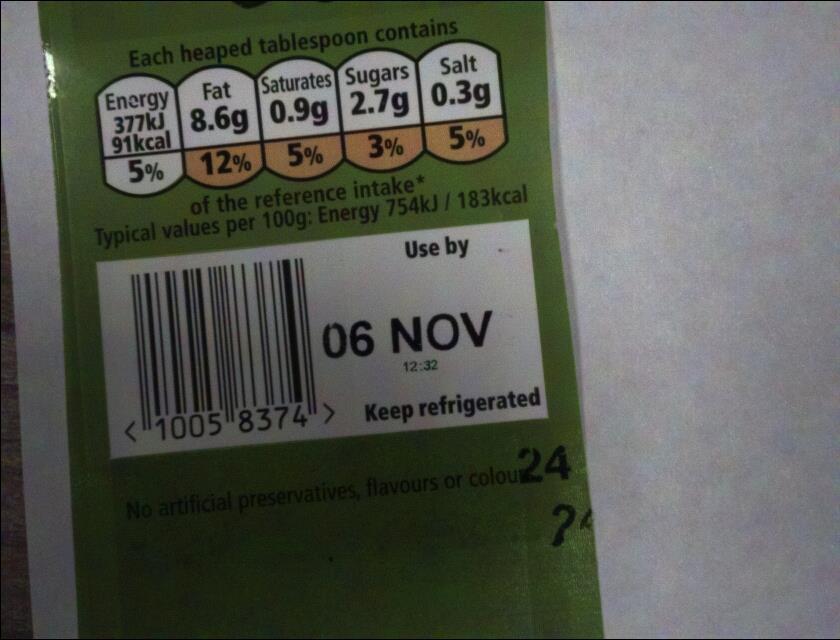 Each heaped tablespoon contains
Energy 377kJ 91kcal 5%
Fat 8.6g 12%
Saturates 0.9g 5%
Sugars 2.7g 3%
Salt 0.3g 5%
of the reference intake*
Typical values per 100g: Energy 754kJ / 183kcal
Use by
06 NOV
12:32
Keep refrigerated
<1005 8374>
No artificial preservatives, flavours or colou
24